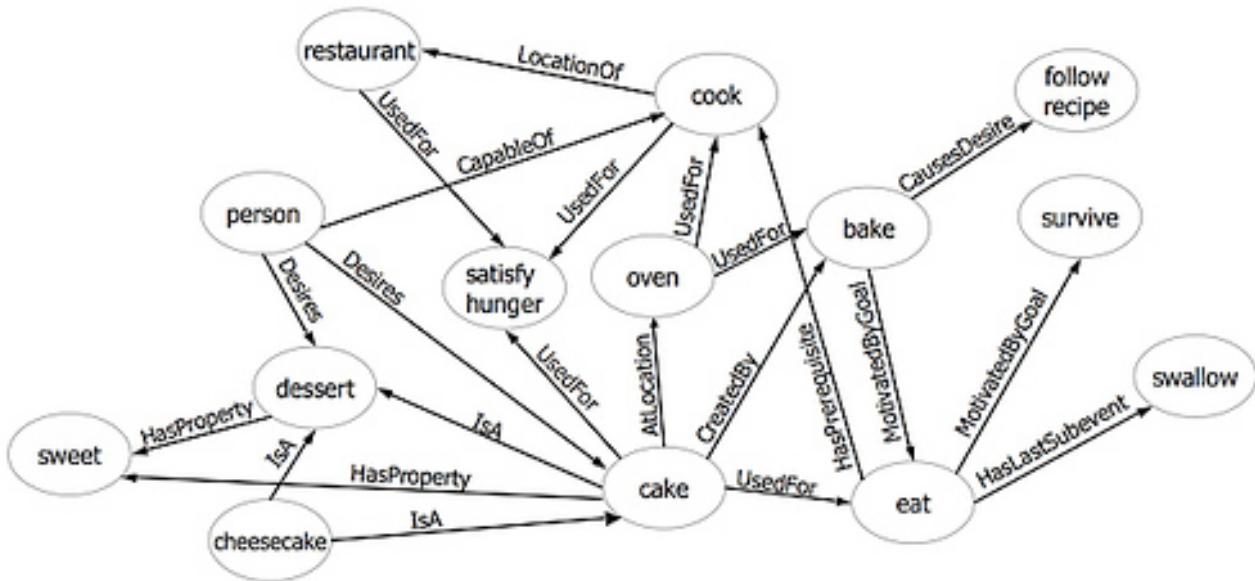 restaurant
LocationOf
cook
follow
recipe
UsedFor
CapableOf
UsedFor
UsedFor
CausesDesire
person
bake
survive
Desires
Desires
satisfy
hunger
oven
UsedFor
MotivatedByGoal
MotivatedByGoal
HasPrerequisite
UsedFor
AtLocation
CreatedBy
dessert
swallow
HasProperty
IsA
IsA
sweet
HasProperty
cake
UsedFor
eat
HasLastSubevent
cheesecake
IsA